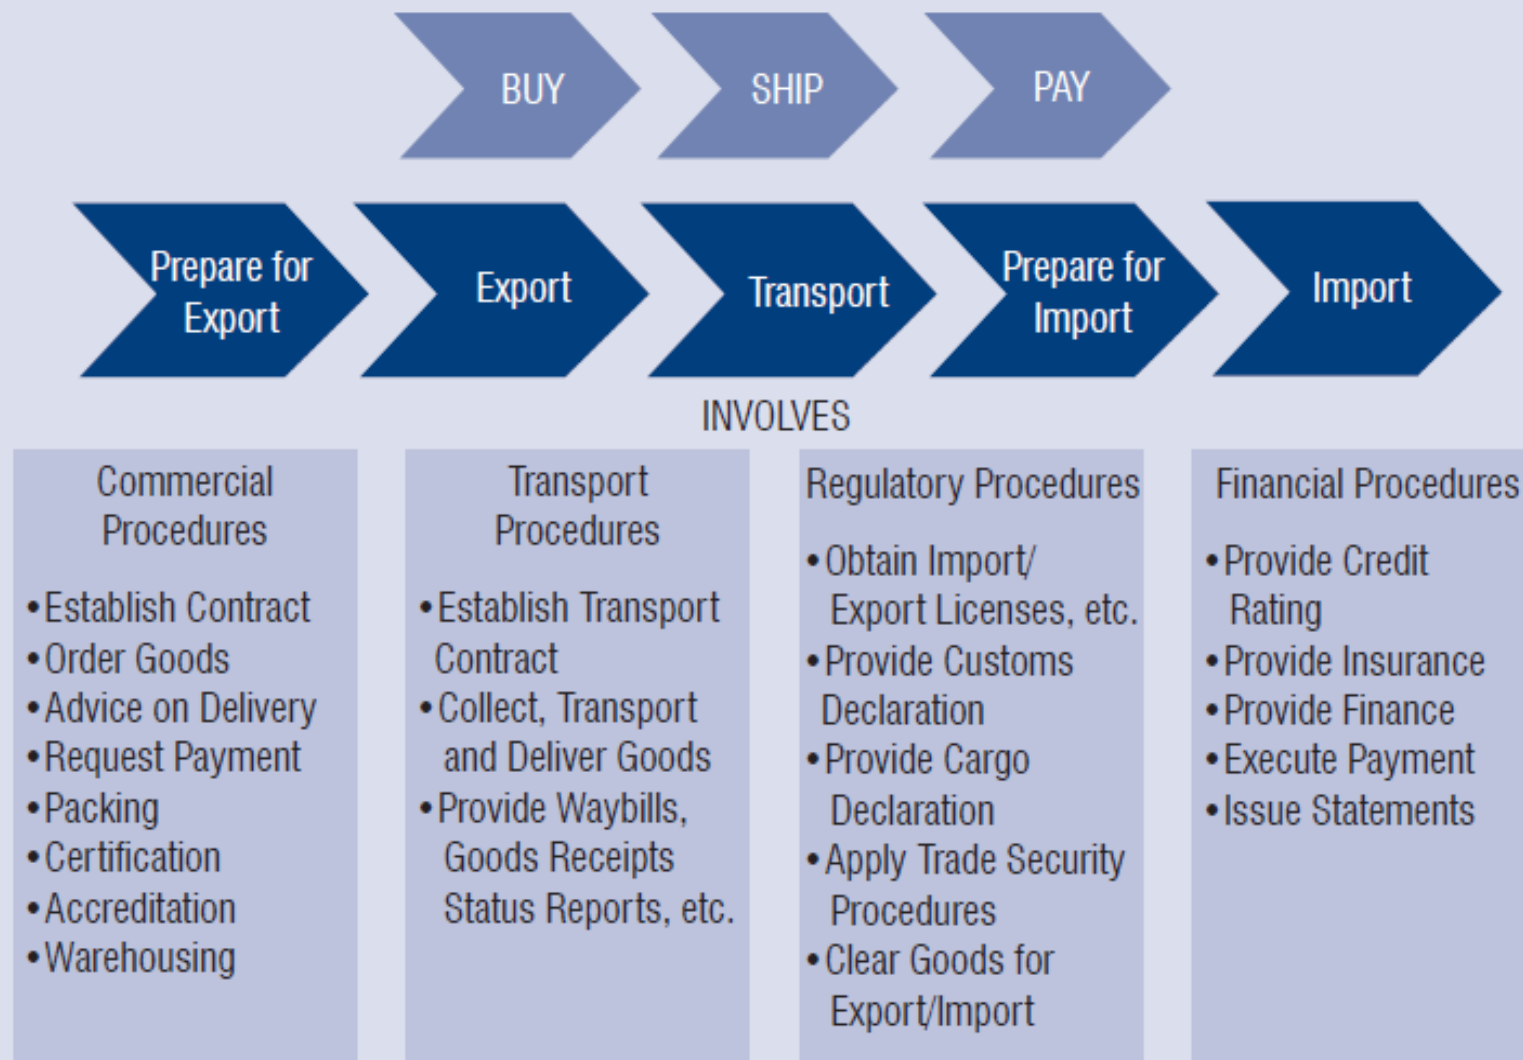 BUY
SHIP
PAY
Prepare for
Export
Export
Transport
Prepare for
Import
Import
INVOLVES
Commercial
Procedures
•Establish Contract
•Order Goods
•Advice on Delivery
•Request Payment
•Packing
•Certification
•Accreditation
•Warehousing
Transport
Procedures
•Establish Transport
Contract
•Collect, Transport
and Deliver Goods
•Provide Waybills,
Goods Receipts
Status Reports, etc.
Regulatory Procedures
•Obtain Import/
Export Licenses, etc.
•Provide Customs
Declaration
•Provide Cargo
Declaration
•Apply Trade Security
Procedures
•Clear Goods for
Export/Import
Financial Procedures
•Provide Credit
Rating
•Provide Insurance
•Provide Finance
•Execute Payment
•Issue Statements